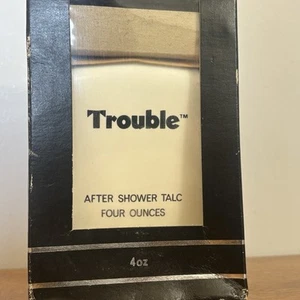 Trouble™
AFTER SHOWER TALC
FOUR OUNCES
4oz